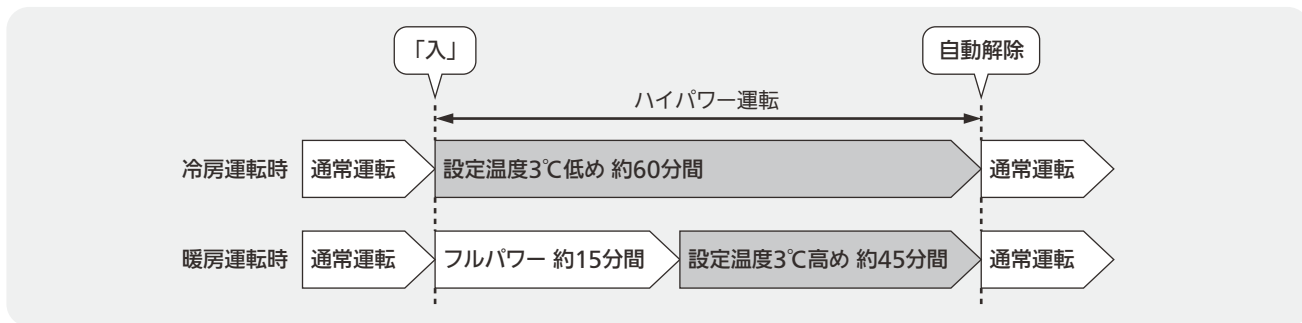 「入」
自動解除
ハイパワー運転
冷房運転時
通常運転
設定温度3℃低め 約60分間
通常運転
暖房運転時
通常運転
フルパワー 約15分間
設定温度3℃高め 約45分間
通常運転